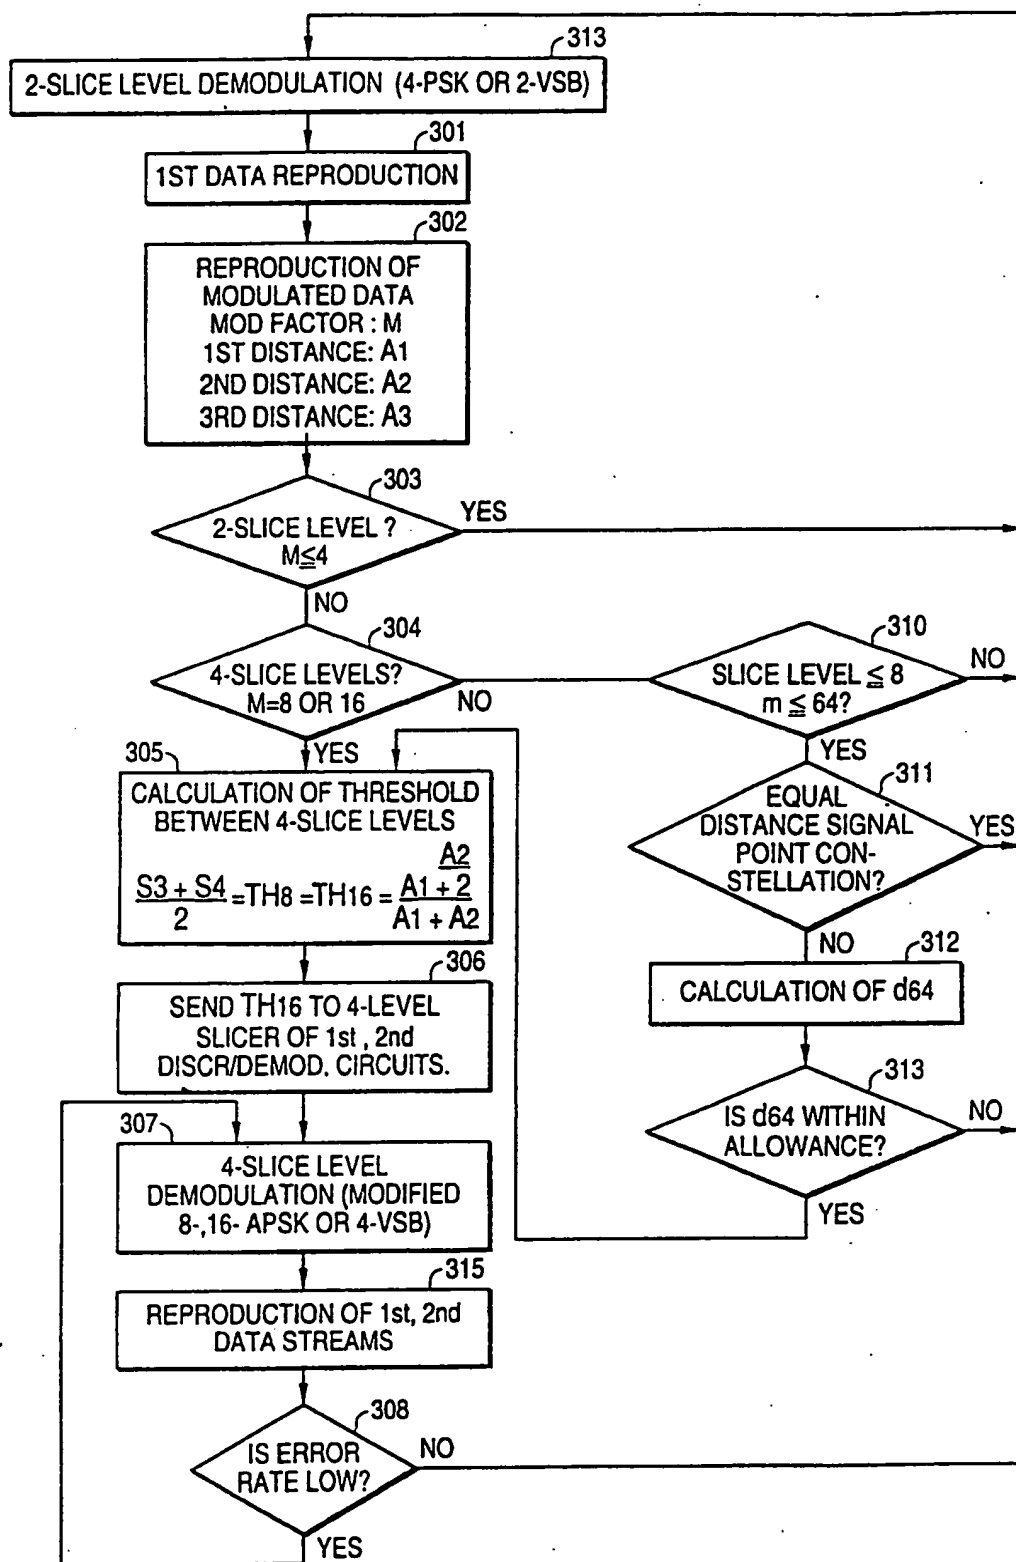 313
2-SLICE LEVEL DEMODULATION (4-PSK OR 2-VSB)
301
1ST DATA REPRODUCTION
302
REPRODUCTION OF
MODULATED DATA
MOD FACTOR : M
1ST DISTANCE: A1
2ND DISTANCE: A2
3RD DISTANCE: A3
303
2-SLICE LEVEL ?
M≦4
YES
NO
304
4-SLICE LEVELS?
M=8 OR 16
NO
YES
310
SLICE LEVEL ≦ 8
m ≦ 64?
NO
YES
305
CALCULATION OF THRESHOLD
BETWEEN 4-SLICE LEVELS
S3 + S4 / 2 =TH8 =TH16 = A1 + A2/2 / A1 + A2
311
EQUAL
DISTANCE SIGNAL
POINT CON-
STELLATION?
YES
NO
306
SEND TH16 TO 4-LEVEL
SLICER OF 1st , 2nd
DISCR/DEMOD. CIRCUITS.
312
CALCULATION OF d64
313
IS d64 WITHIN
ALLOWANCE?
NO
YES
307
4-SLICE LEVEL
DEMODULATION (MODIFIED
8-,16- APSK OR 4-VSB)
315
REPRODUCTION OF 1st, 2nd
DATA STREAMS
308
IS ERROR
RATE LOW?
NO
YES